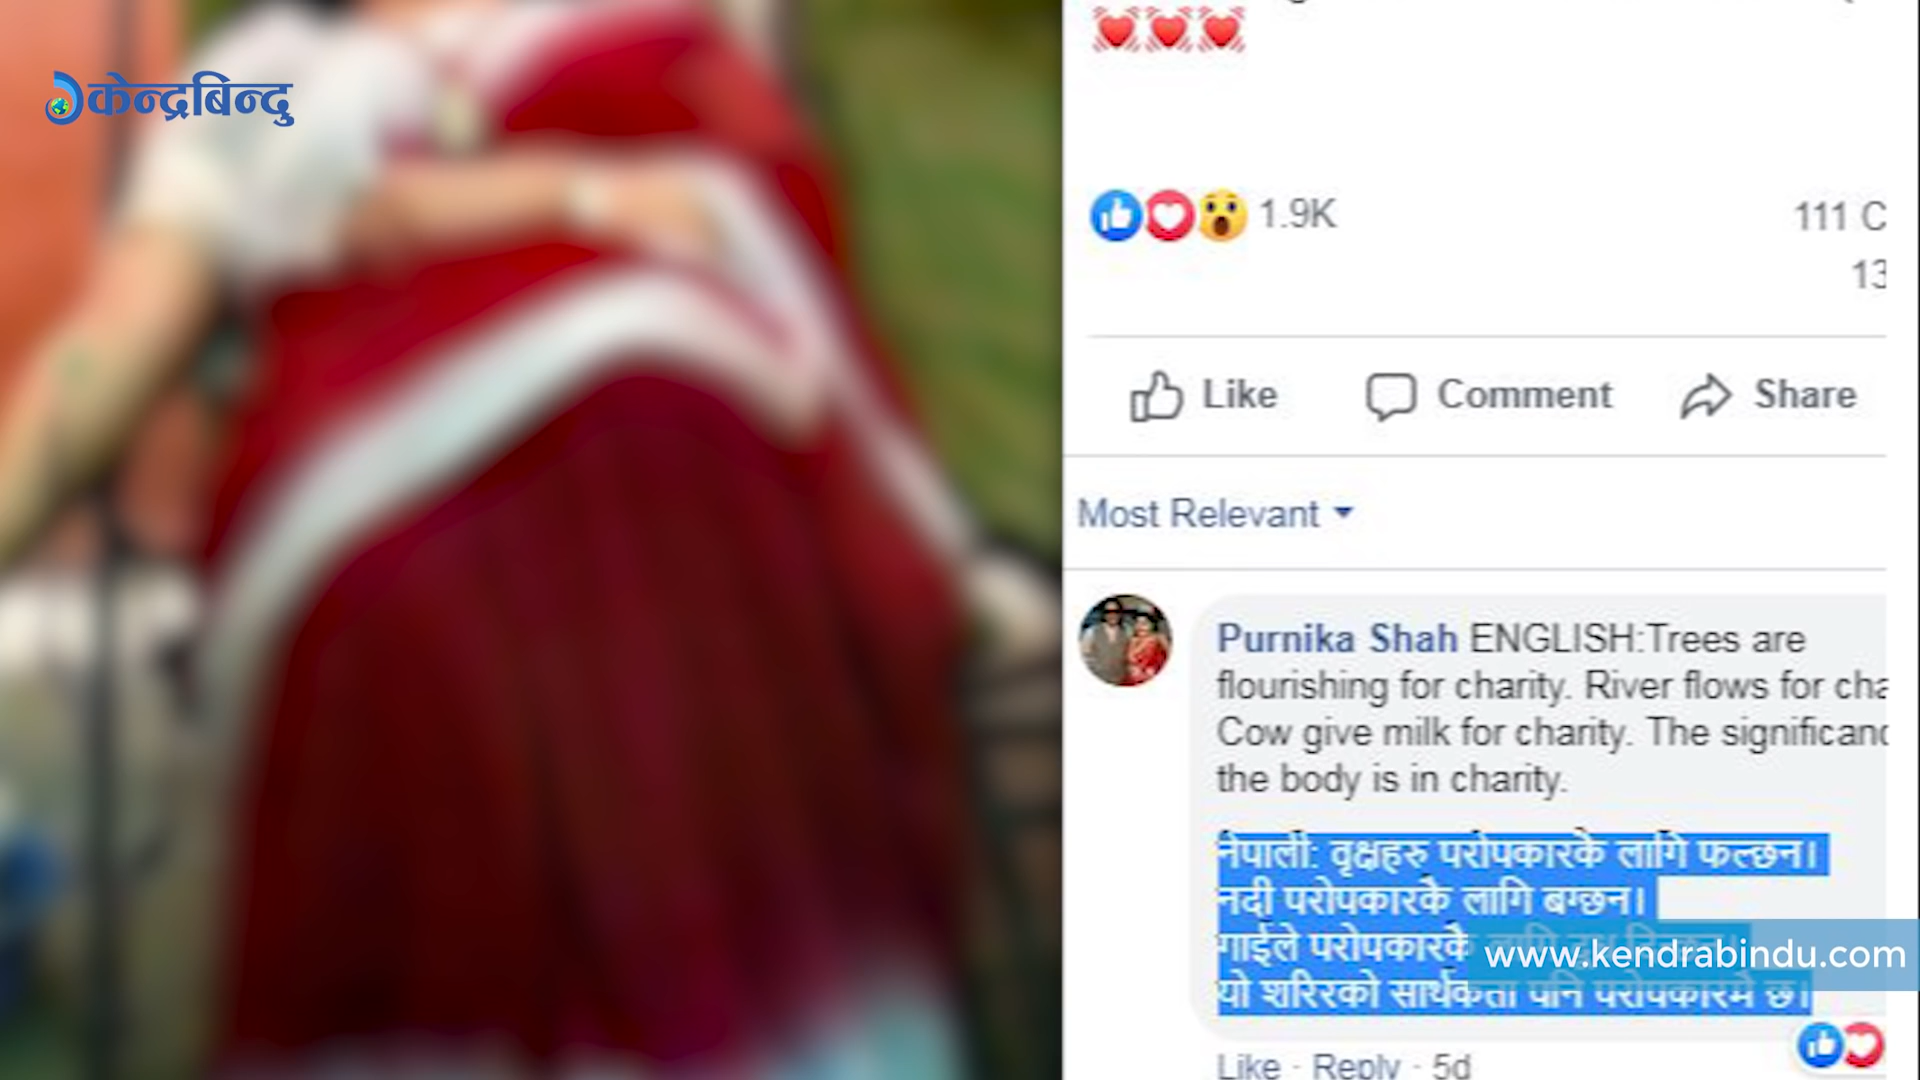 केन्द्रबिन्दु
1.9K
111 C
13
Like Comment Share
Most Relevant
Purnika Shah ENGLISH:Trees are
flourishing for charity. River flows for cha
Cow give milk for charity. The significanc
the body is in charity.
नेपाली: वृक्षहरु परोपकारकै लागि फल्छन।
नदी परोपकारकै लागि बग्छन।
गाईले परोपकारकै
www.kendrabindu.com
यो शरिरको सार्थकता पनि परोपकारमै छ।
Like · Reply · 5d